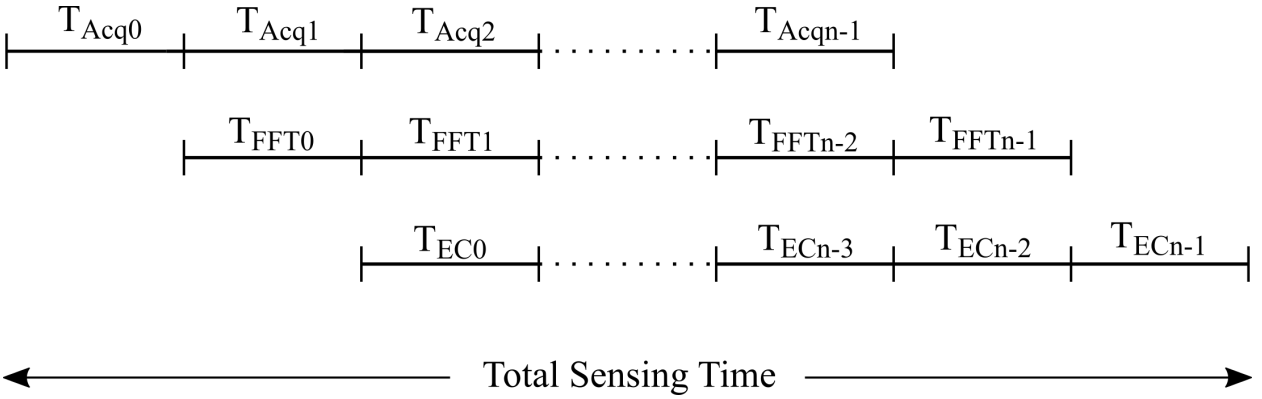 TAcq0 TAcq1 TAcq2 .......... TAcqn-1
TFFT0 TFFT1 .......... TFFTn-2 TFFTn-1
TEC0 .......... TECn-3 TECn-2 TECn-1
Total Sensing Time